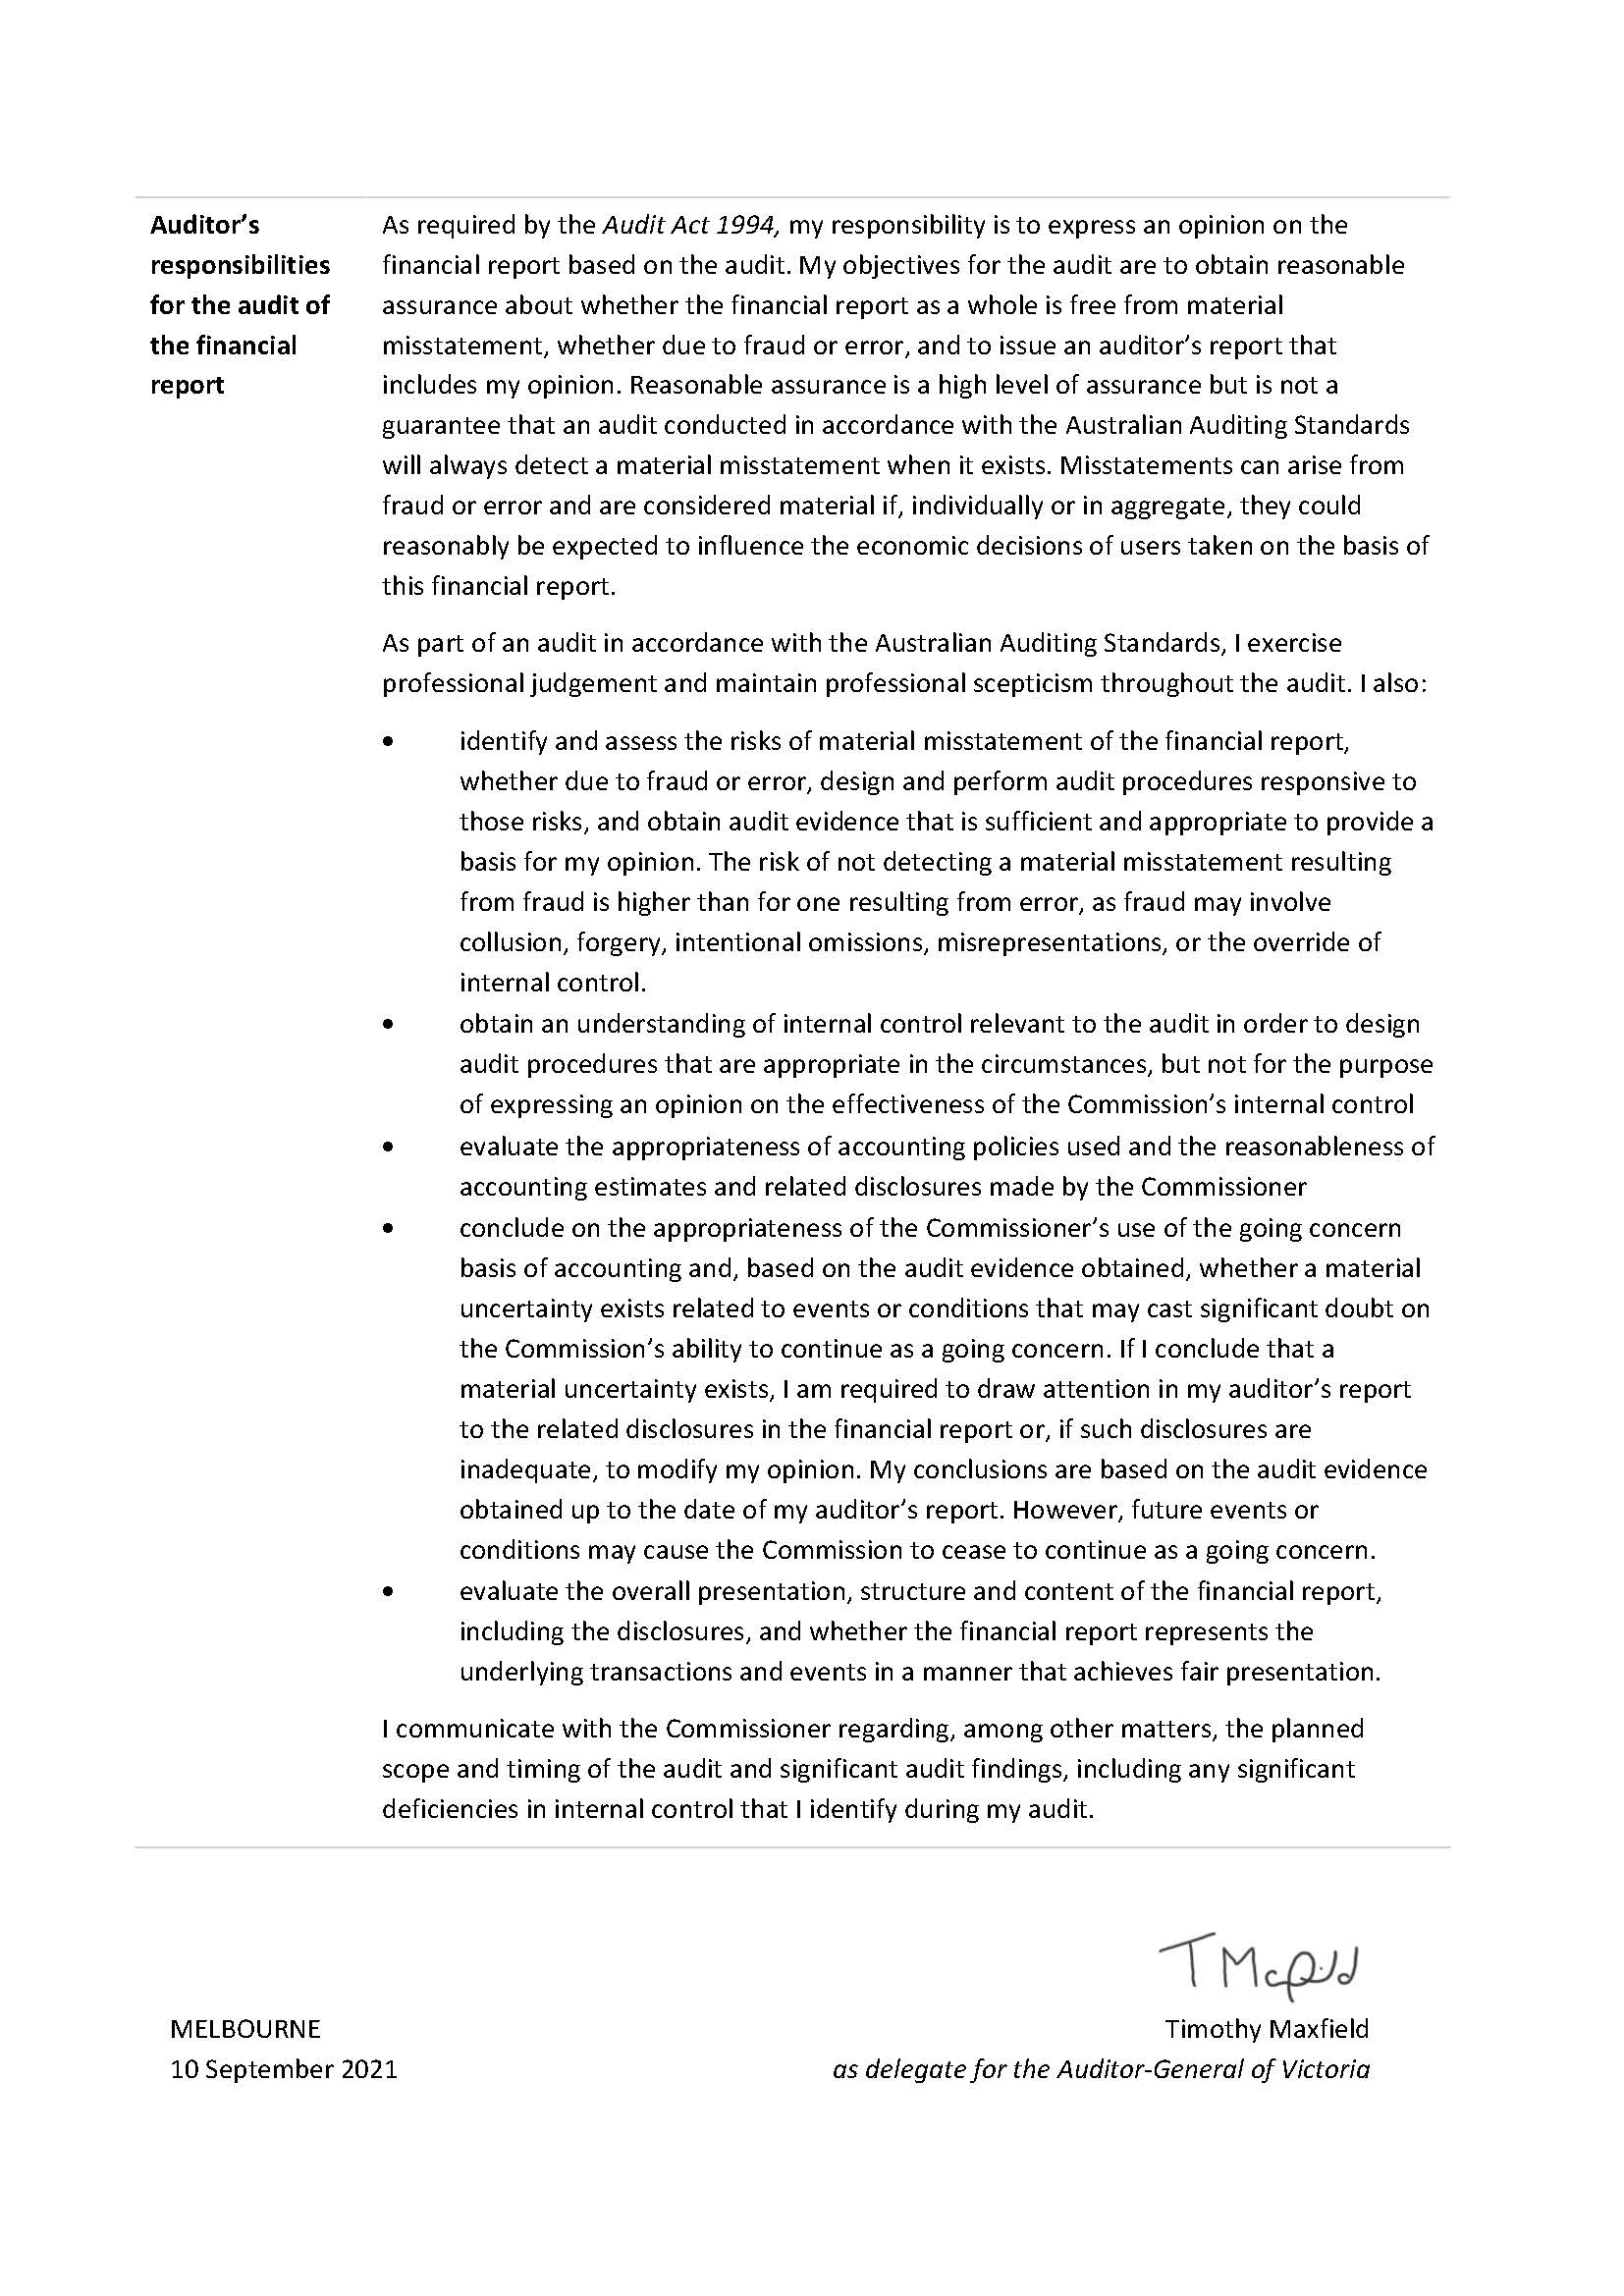 Auditor's
responsibilities
for the audit of
the financial
report
As required by the Audit Act 1994, my responsibility is to express an opinion on the
financial report based on the audit. My objectives for the audit are to obtain reasonable
assurance about whether the financial report as a whole is free from material
misstatement, whether due to fraud or error, and to issue an auditor's report that
includes my opinion. Reasonable assurance is a high level of assurance but is not a
guarantee that an audit conducted in accordance with the Australian Auditing Standards
will always detect a material misstatement when it exists. Misstatements can arise from
fraud or error and are considered material if, individually or in aggregate, they could
reasonably be expected to influence the economic decisions of users taken on the basis of
this financial report.
As part of an audit in accordance with the Australian Auditing Standards, I exercise
professional judgement and maintain professional scepticism throughout the audit. I also:
• identify and assess the risks of material misstatement of the financial report,
whether due to fraud or error, design and perform audit procedures responsive to
those risks, and obtain audit evidence that is sufficient and appropriate to provide a
basis for my opinion. The risk of not detecting a material misstatement resulting
from fraud is higher than for one resulting from error, as fraud may involve
collusion, forgery, intentional omissions, misrepresentations, or the override of
internal control.
• obtain an understanding of internal control relevant to the audit in order to design
audit procedures that are appropriate in the circumstances, but not for the purpose
of expressing an opinion on the effectiveness of the Commission's internal control
• evaluate the appropriateness of accounting policies used and the reasonableness of
accounting estimates and related disclosures made by the Commissioner
• conclude on the appropriateness of the Commissioner's use of the going concern
basis of accounting and, based on the audit evidence obtained, whether a material
uncertainty exists related to events or conditions that may cast significant doubt on
the Commission's ability to continue as a going concern. If I conclude that a
material uncertainty exists, I am required to draw attention in my auditor's report
to the related disclosures in the financial report or, if such disclosures are
inadequate, to modify my opinion. My conclusions are based on the audit evidence
obtained up to the date of my auditor's report. However, future events or
conditions may cause the Commission to cease to continue as a going concern.
• evaluate the overall presentation, structure and content of the financial report,
including the disclosures, and whether the financial report represents the
underlying transactions and events in a manner that achieves fair presentation.
I communicate with the Commissioner regarding, among other matters, the planned
scope and timing of the audit and significant audit findings, including any significant
deficiencies in internal control that I identify during my audit.
MELBOURNE
10 September 2021
Timothy Maxfield
as delegate for the Auditor-General of Victoria